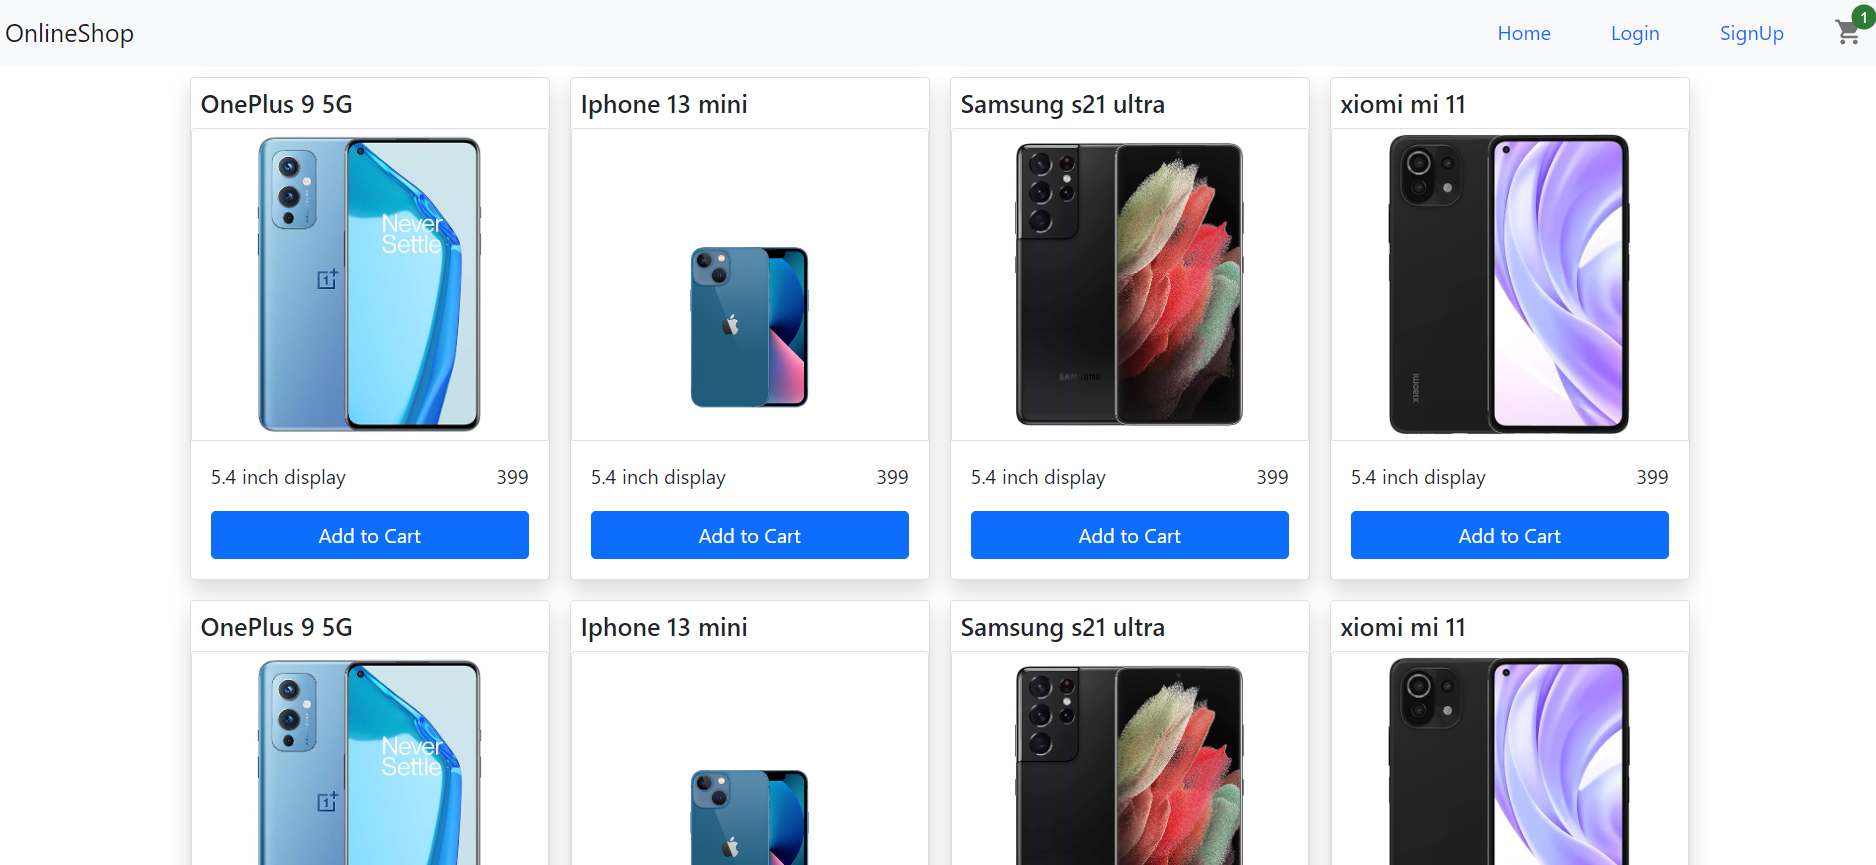 OnlineShop Home Login SignUp 1
OnePlus 9 5G Iphone 13 mini Samsung s21 ultra xiomi mi 11
Never
Settle
SAMSUNG
xiaomi
5.4 inch display 399 5.4 inch display 399 5.4 inch display 399 5.4 inch display 399
Add to Cart Add to Cart Add to Cart Add to Cart
OnePlus 9 5G Iphone 13 mini Samsung s21 ultra xiomi mi 11
Never
Settle